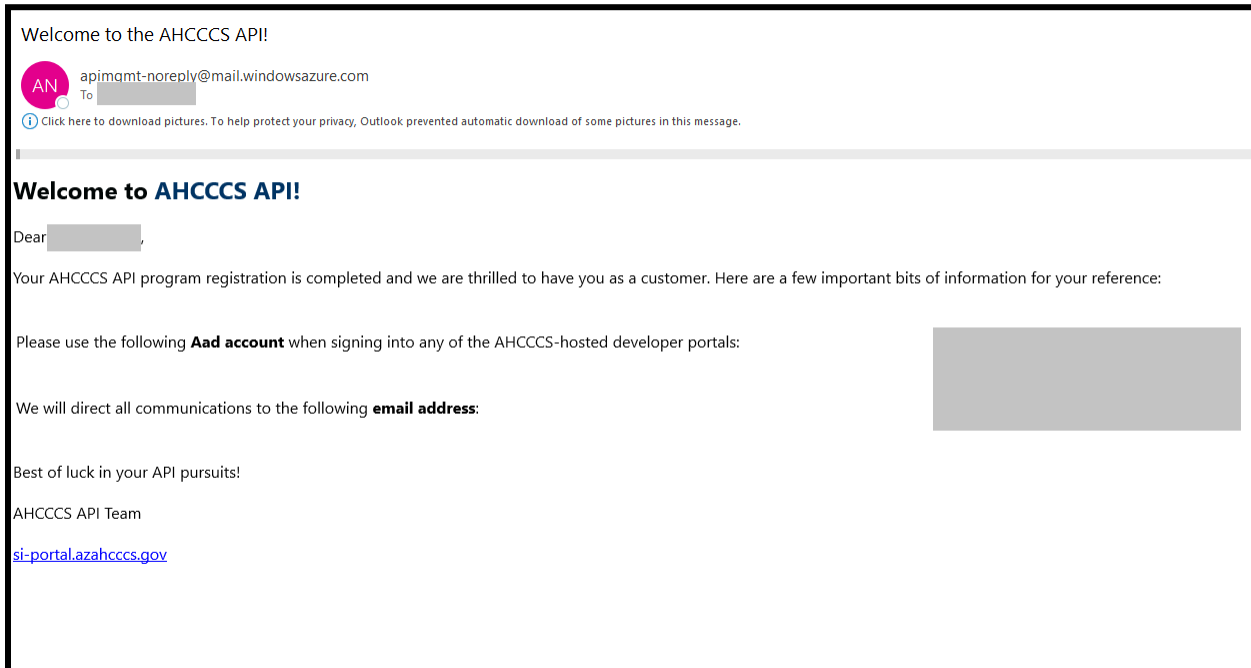 Welcome to the AHCCCS API!
AN
apimgmt-noreply@mail.windowsazure.com
To
Click here to download pictures. To help protect your privacy, Outlook prevented automatic download of some pictures in this message.
Welcome to AHCCCS API!
Dear ,
Your AHCCCS API program registration is completed and we are thrilled to have you as a customer. Here are a few important bits of information for your reference:
Please use the following Aad account when signing into any of the AHCCCS-hosted developer portals:
We will direct all communications to the following email address:
Best of luck in your API pursuits!
AHCCCS API Team
si-portal.azahcccs.gov